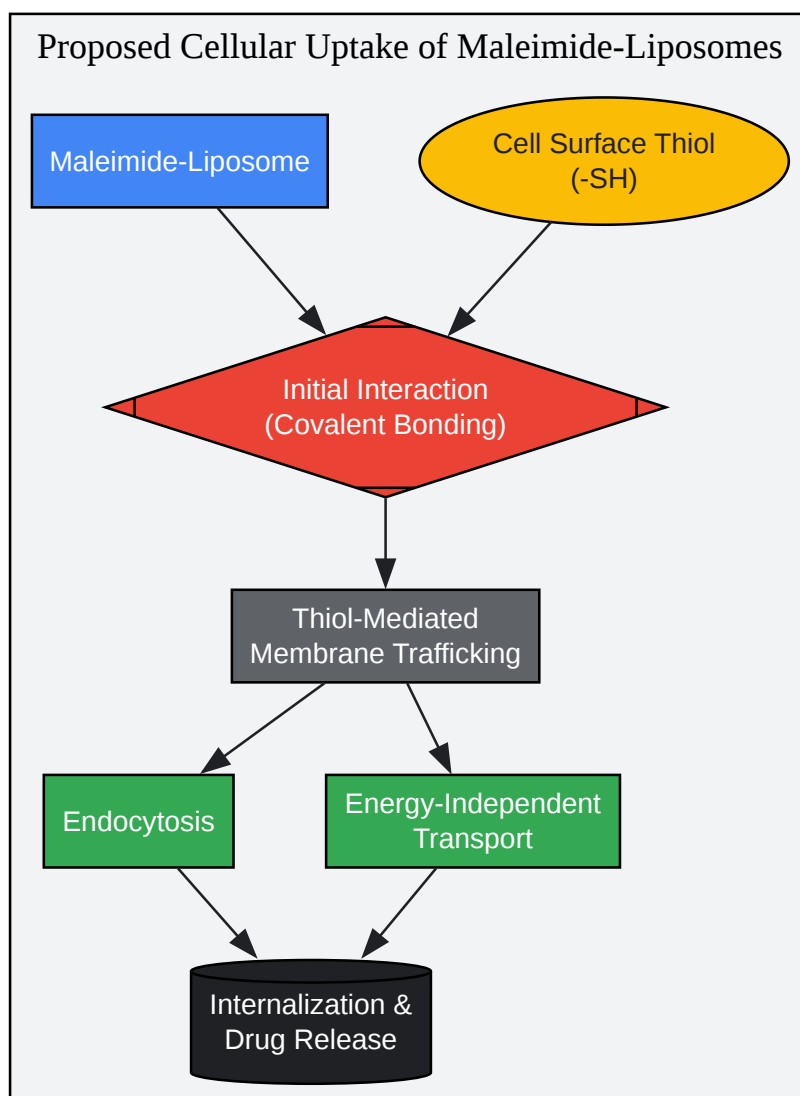 Proposed Cellular Uptake of Maleimide-Liposomes
Maleimide-Liposome
Cell Surface Thiol
(-SH)
Initial Interaction
(Covalent Bonding)
Thiol-Mediated
Membrane Trafficking
Endocytosis
Energy-Independent
Transport
Internalization &
Drug Release